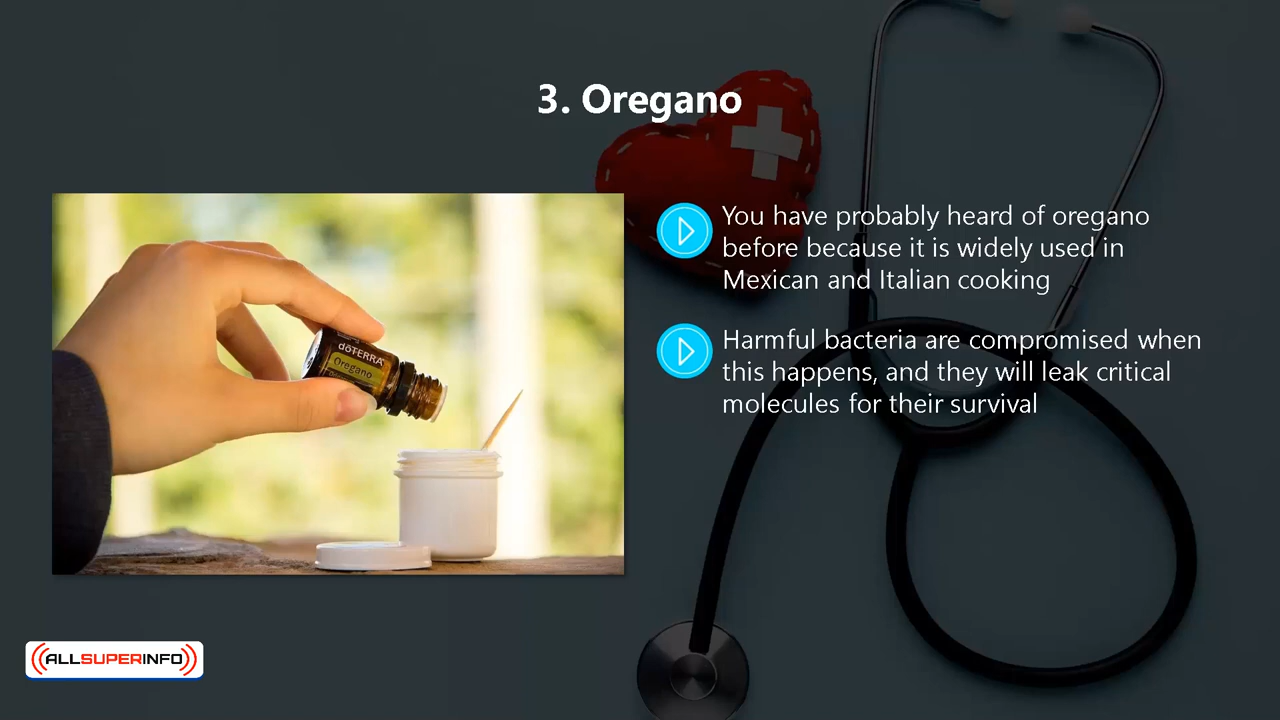 3. Oregano
You have probably heard of oregano
before because it is widely used in
Mexican and Italian cooking
Harmful bacteria are compromised when
this happens, and they will leak critical
molecules for their survival
dōTERRA
Oregano
ALLSUPERINFO